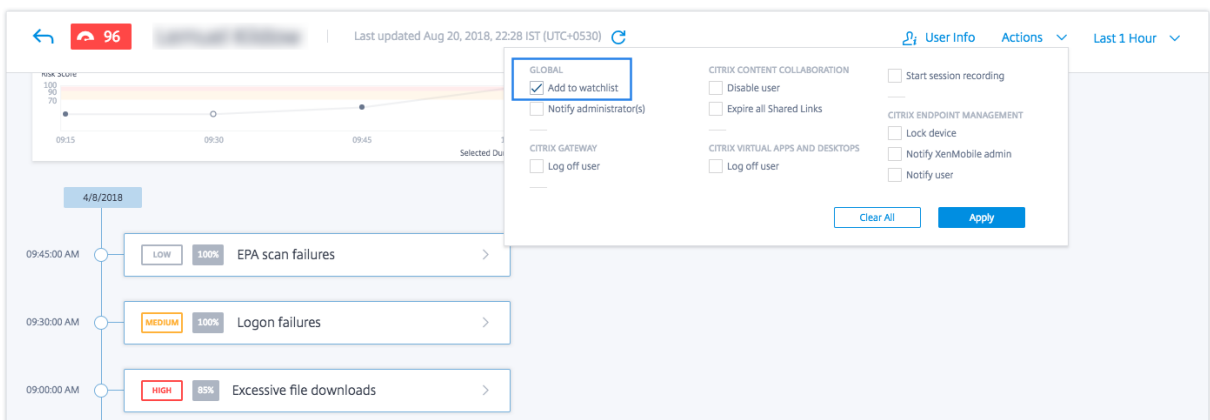 96
Last updated Aug 20, 2018, 22:28 IST (UTC+0530)
User Info
Actions
Last 1 Hour
Risk Score
100
90
70
09:15
09:30
09:45
1
Selected Du
GLOBAL
Add to watchlist
Notify administrator(s)
CITRIX GATEWAY
Log off user
CITRIX CONTENT COLLABORATION
Disable user
Expire all Shared Links
CITRIX VIRTUAL APPS AND DESKTOPS
Log off user
Start session recording
CITRIX ENDPOINT MANAGEMENT
Lock device
Notify XenMobile admin
Notify user
Clear All
Apply
4/8/2018
09:45:00 AM
LOW 100% EPA scan failures
09:30:00 AM
MEDIUM 100% Logon failures
09:00:00 AM
HIGH 85% Excessive file downloads